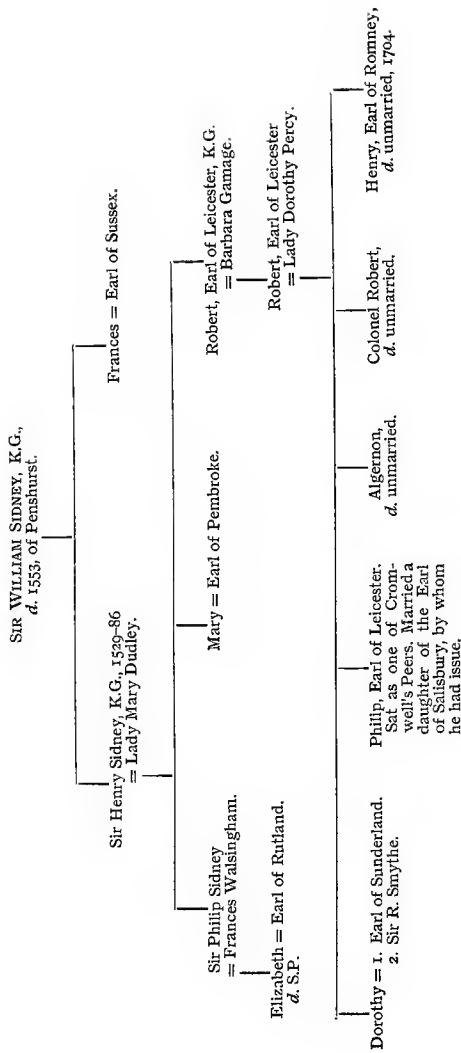 SIR WILLIAM SIDNEY, K.G.,
d. 1553, of Penshurst.
Sir Henry Sidney, K.G., 1529-86
= Lady Mary Dudley.
Frances = Earl of Sussex.
Sir Philip Sidney
= Frances Walsingham.
Mary = Earl of Pembroke.
Robert, Earl of Leicester, K.G.
= Barbara Gamage.
Elizabeth = Earl of Rutland.
d. S.P.
Robert, Earl of Leicester
= Lady Dorothy Percy.
Dorothy = 1. Earl of Sunderland.
2. Sir R. Smythe.
Philip, Earl of Leicester.
Sat as one of Crom-
well's Peers. Married a
daughter of the Earl
of Salisbury, by whom
he had issue.
Algernon,
d. unmarried.
Colonel Robert,
d. unmarried.
Henry, Earl of Romney,
d. unmarried, 1704.